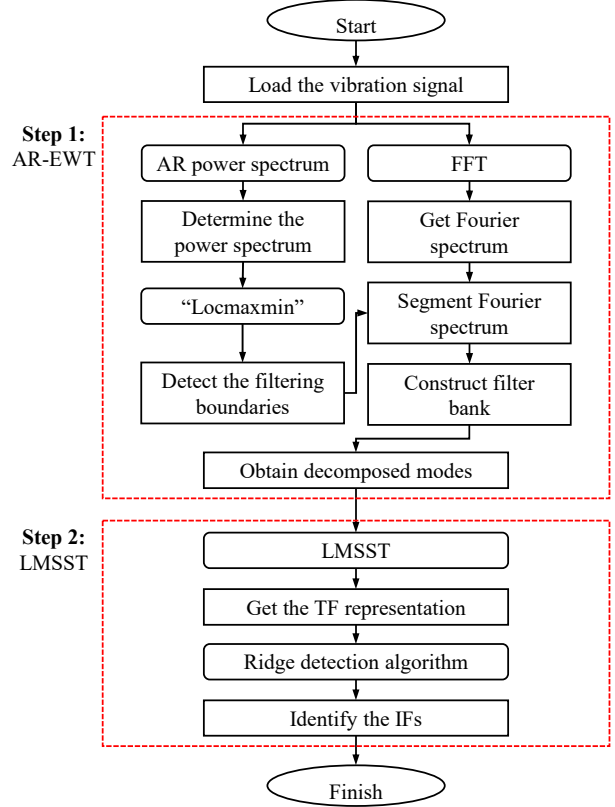 Start
Load the vibration signal
Step 1:
AR-EWT
AR power spectrum
FFT
Determine the
power spectrum
Get Fourier
spectrum
“Locmaxmin”
Segment Fourier
spectrum
Detect the filtering
boundaries
Construct filter
bank
Obtain decomposed modes
Step 2:
LMSST
LMSST
Get the TF representation
Ridge detection algorithm
Identify the IFs
Finish